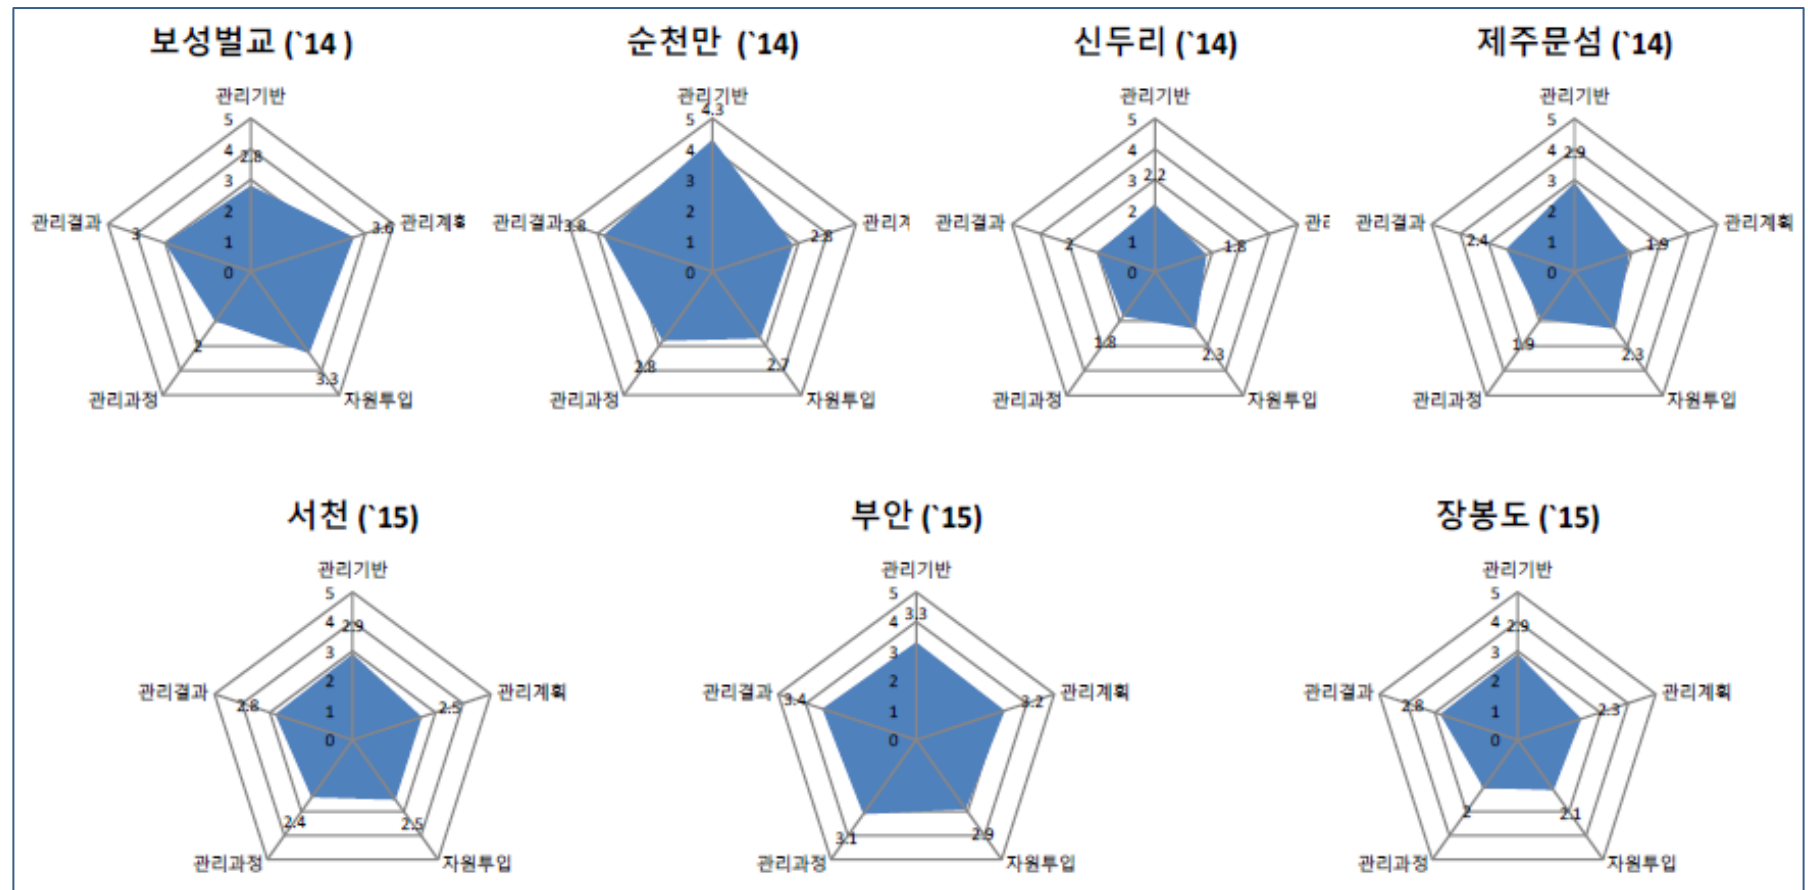 보성벌교 (`14 )
관리기반
5
2.8
4
3
2
1
0
관리결과
3
3.6
관리계획
2
3.3
관리과정
자원투입
순천만 (`14)
관리기반
4.3
5
4
3
2
1
0
관리결과
3.8
2.8
관리계
2.8
2.7
관리과정
자원투입
신두리 (`14)
관리기반
5
4
2.2
3
2
1
0
관리결과
2
1.8
관리
1.8
2.3
관리과정
자원투입
제주문섬 (`14)
관리기반
5
4
2.9
3
2
1
0
관리결과
2.4
1.9
관리계획
1.9
2.3
관리과정
자원투입
서천 (`15)
관리기반
5
4
2.9
3
2
1
0
관리결과
2.8
2.5
관리계획
2.4
2.5
관리과정
자원투입
부안 (`15)
관리기반
5
3.3
4
3
2
1
0
관리결과
3.4
3.2
관리계획
3.1
2.9
관리과정
자원투입
장봉도 (`15)
관리기반
5
4
2.9
3
2
1
0
관리결과
2.8
2.3
관리계획
2
2.1
관리과정
자원투입